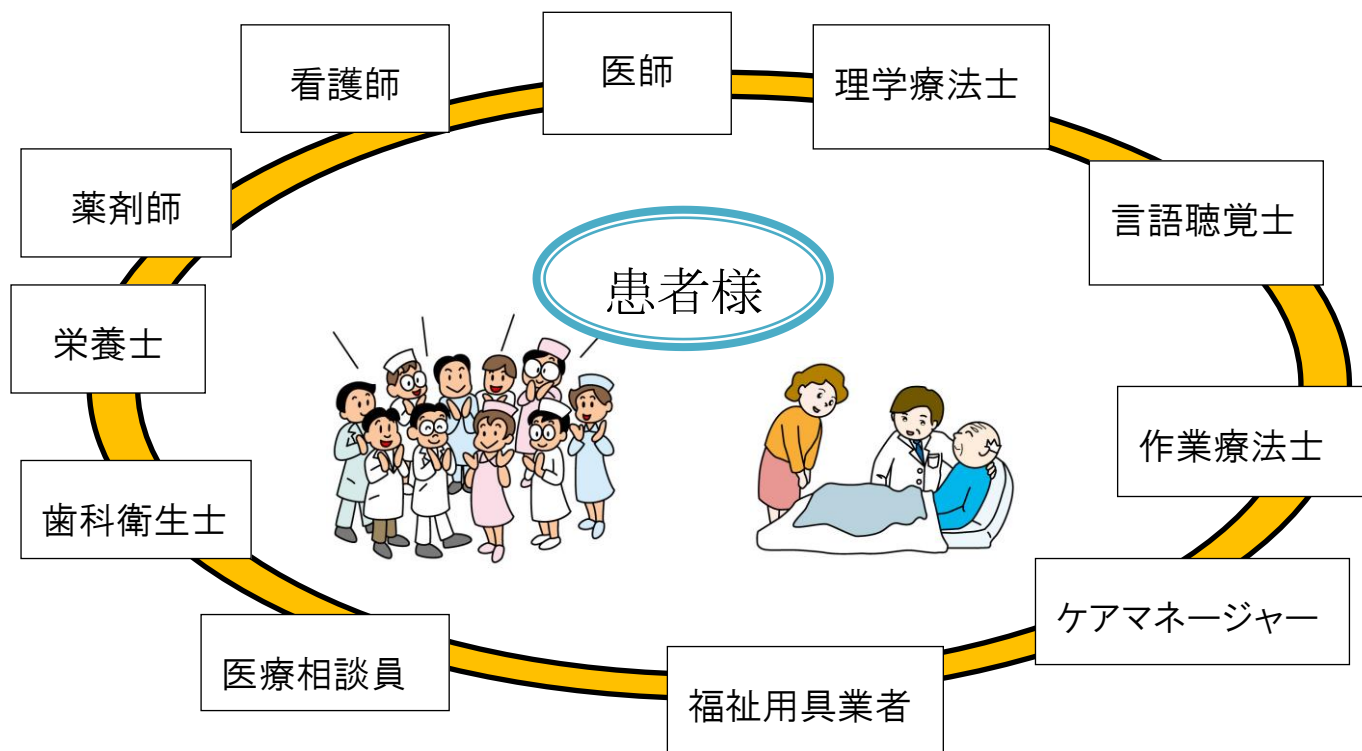 医師
理学療法士
看護師
薬剤師
言語聴覚士
患者様
栄養士
作業療法士
歯科衛生士
ケアマネージャー
医療相談員
福祉用具業者